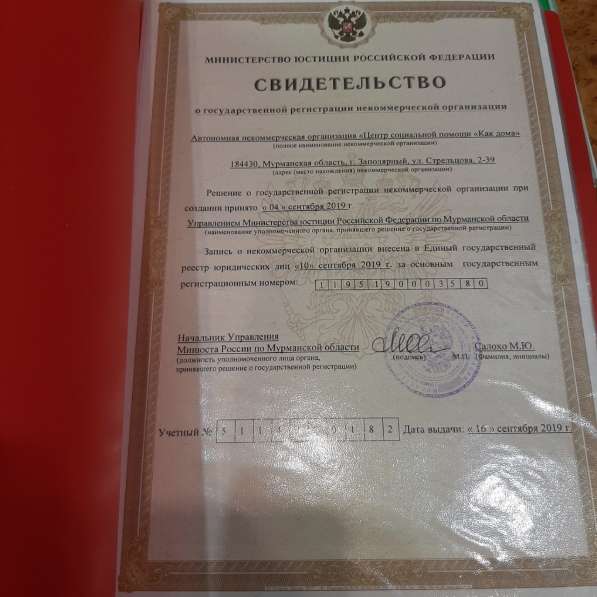 МИНИСТЕРСТВО ЮСТИЦИИ РОССИЙСКОЙ ФЕДЕРАЦИИ
СВИДЕТЕЛЬСТВО
о государственной регистрации некоммерческой организации
Автономная некоммерческая организация «Центр социальной помощи «Как дома»
(полное наименование некоммерческой организации)
184430, Мурманская область, г. Заполярный, ул. Стрельцова, 2-39
(адрес (место нахождения) некоммерческой организации)
Решение о государственной регистрации некоммерческой организации при
создании принято « 04 » сентября 2019 г.
Управлением Министерства юстиции Российской Федерации по Мурманской области
(наименование уполномоченного органа, принявшего решение о государственной регистрации)
Запись о некоммерческой организации внесена в Единый государственный
реестр юридических лиц «10» сентября 2019 г. за основным государственным
регистрационным номером: 1 1 9 5 1 9 0 0 0 3 5 8 0
Начальник Управления
Минюста России по Мурманской области
(должность уполномоченного лица органа,
принявшего решение о государственной регистрации)
(подпись)
М.П.
Салохо М.Ю.
(Фамилия, инициалы)
Учетный № 5 1 1 0 1 8 2 Дата выдачи: « 16 » сентября 2019 г.